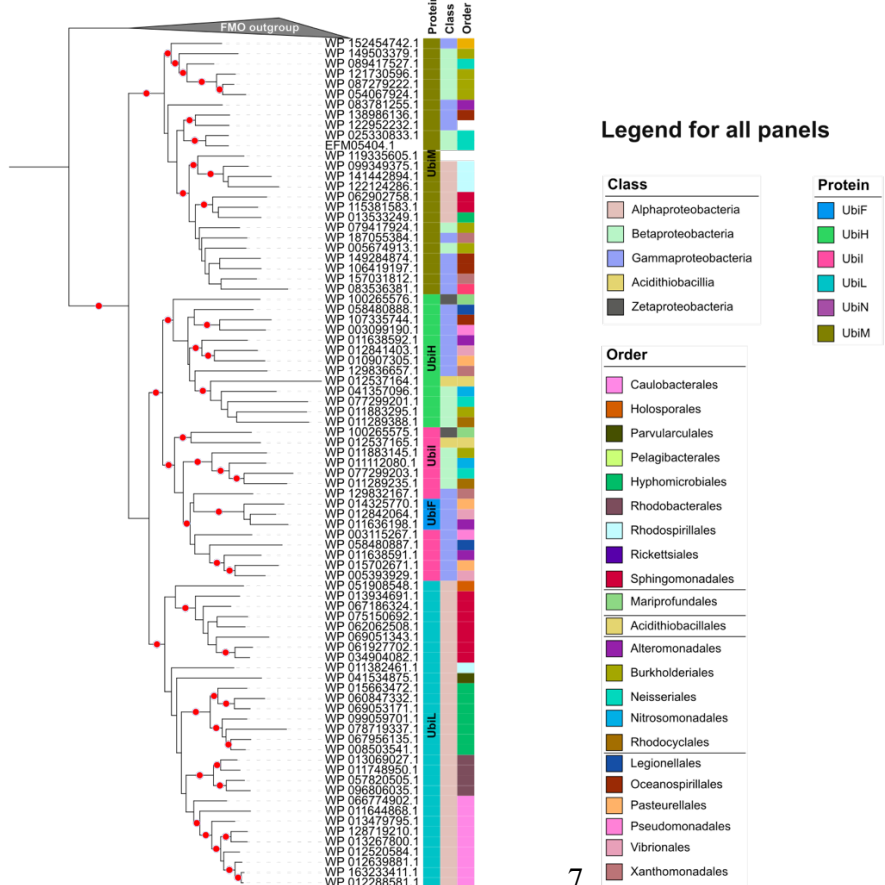 Protein
Class
Order
FMO outgroup
WP 152454742.1
WP 149503379.1
WP 089417527.1
WP 121730596.1
WP 087279222.1
WP 054067924.1
WP 083781255.1
WP 138986136.1
WP 122952232.1
WP 025330833.1
EFM05404.1
WP 119335605.1
WP 099349375.1
WP 141442894.1
WP 122124286.1
WP 062902758.1
WP 115381583.1
WP 013533249.1
WP 079417924.1
WP 187055384.1
WP 005674913.1
WP 149284874.1
WP 106419197.1
WP 157031812.1
WP 083536381.1
UbiM
WP 100265576.1
WP 058480888.1
WP 107335744.1
WP 003099190.1
WP 011638592.1
WP 012841403.1
WP 010907305.1
WP 129836657.1
WP 012537164.1
WP 041357096.1
WP 077299201.1
WP 011883295.1
WP 011289388.1
UbiH
WP 100265575.1
WP 012537165.1
WP 011883145.1
WP 011112080.1
WP 077299203.1
WP 011289235.1
WP 129832167.1
UbiI
WP 014325770.1
WP 012842064.1
WP 011636198.1
UbiF
WP 003115267.1
WP 058480887.1
WP 011638591.1
WP 015702671.1
WP 005393929.1
WP 051908548.1
WP 013934691.1
WP 067186324.1
WP 075150692.1
WP 062062508.1
WP 069051343.1
WP 061927702.1
WP 034904082.1
WP 011382461.1
WP 041534875.1
WP 015663472.1
WP 060847332.1
WP 069053171.1
WP 099059701.1
WP 078719337.1
WP 067956135.1
WP 008503541.1
WP 013069027.1
WP 011748950.1
WP 057820505.1
WP 096806035.1
WP 066774902.1
WP 011644868.1
WP 013479795.1
WP 128719210.1
WP 013267800.1
WP 012520584.1
WP 012639881.1
WP 163233411.1
WP 012288581.1
UbiL
7
Legend for all panels
Class
Alphaproteobacteria
Betaproteobacteria
Gammaproteobacteria
Acidithiobacillia
Zetaproteobacteria
Protein
UbiF
UbiH
UbiI
UbiL
UbiN
UbiM
Order
Caulobacterales
Holosporales
Parvularculales
Pelagibacterales
Hyphomicrobiales
Rhodobacterales
Rhodospirillales
Rickettsiales
Sphingomonadales
Mariprofundales
Acidithiobacillales
Alteromonadales
Burkholderiales
Neisseriales
Nitrosomonadales
Rhodocyclales
Legionellales
Oceanospirillales
Pasteurellales
Pseudomonadales
Vibrionales
Xanthomonadales